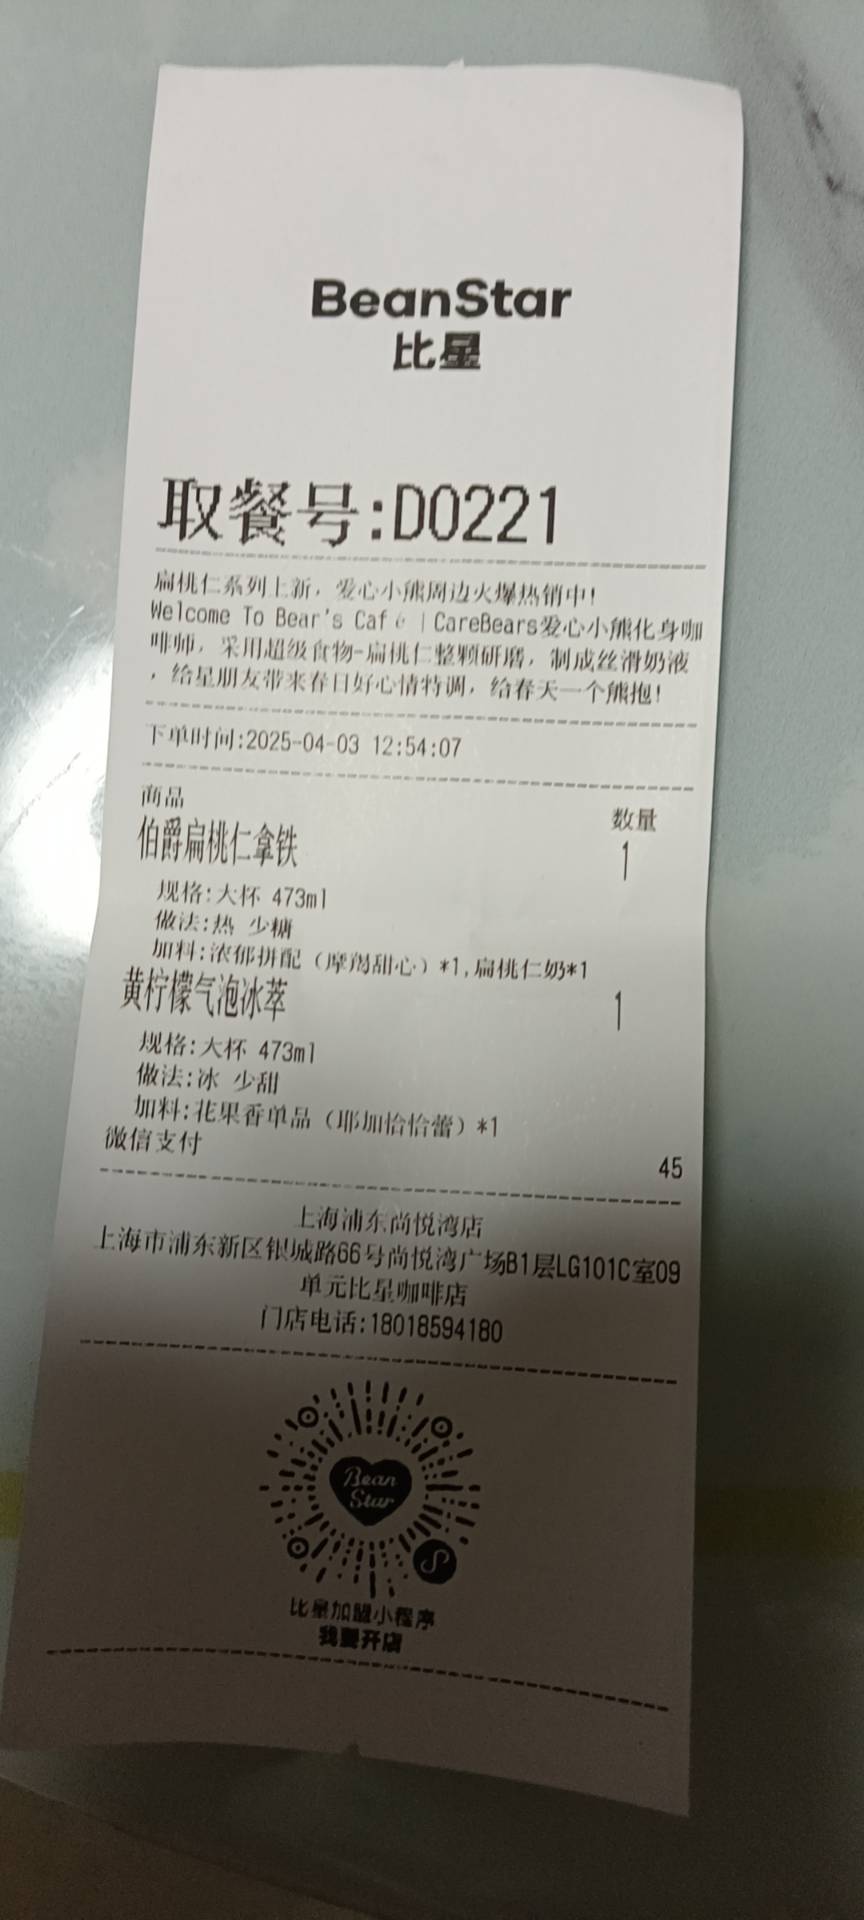 BeanStar
比星
取餐号:D0221
扁桃仁系列上新，爱心小熊周边火爆热销中!
Welcome To Bear's Café |CareBears爱心小熊化身咖
啡师，采用超级食物-扁桃仁整颗研磨，制成丝滑奶液
，给星朋友带来春日好心情特调，给春天一个熊抱!
下单时间:2025-04-03 12:54:07
商品 数量
伯爵扁桃仁拿铁 1
规格:大杯 473ml
做法:热 少糖
加料:浓郁拼配（摩羯甜心）*1,扁桃仁奶*1
黄柠檬气泡冰萃 1
规格:大杯 473ml
做法:冰 少甜
加料:花果香单品（耶加恰恰蕾）*1
微信支付 45
上海浦东尚悦湾店
上海市浦东新区银城路66号尚悦湾广场B1层LG101C室09
单元比星咖啡店
门店电话:18018594180
Bean
Star
比星加盟小程序
我要开店